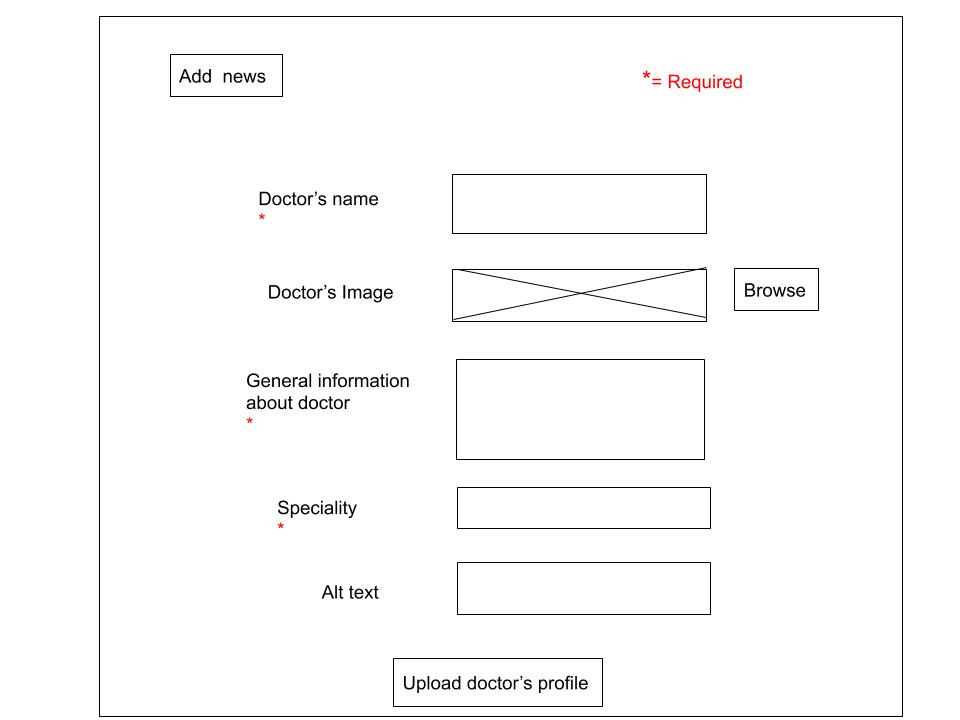 Add  news
*= Required
Doctor’s name
*
Doctor’s Image
Browse
General information
about doctor
*
Speciality
*
Alt text
Upload doctor’s profile